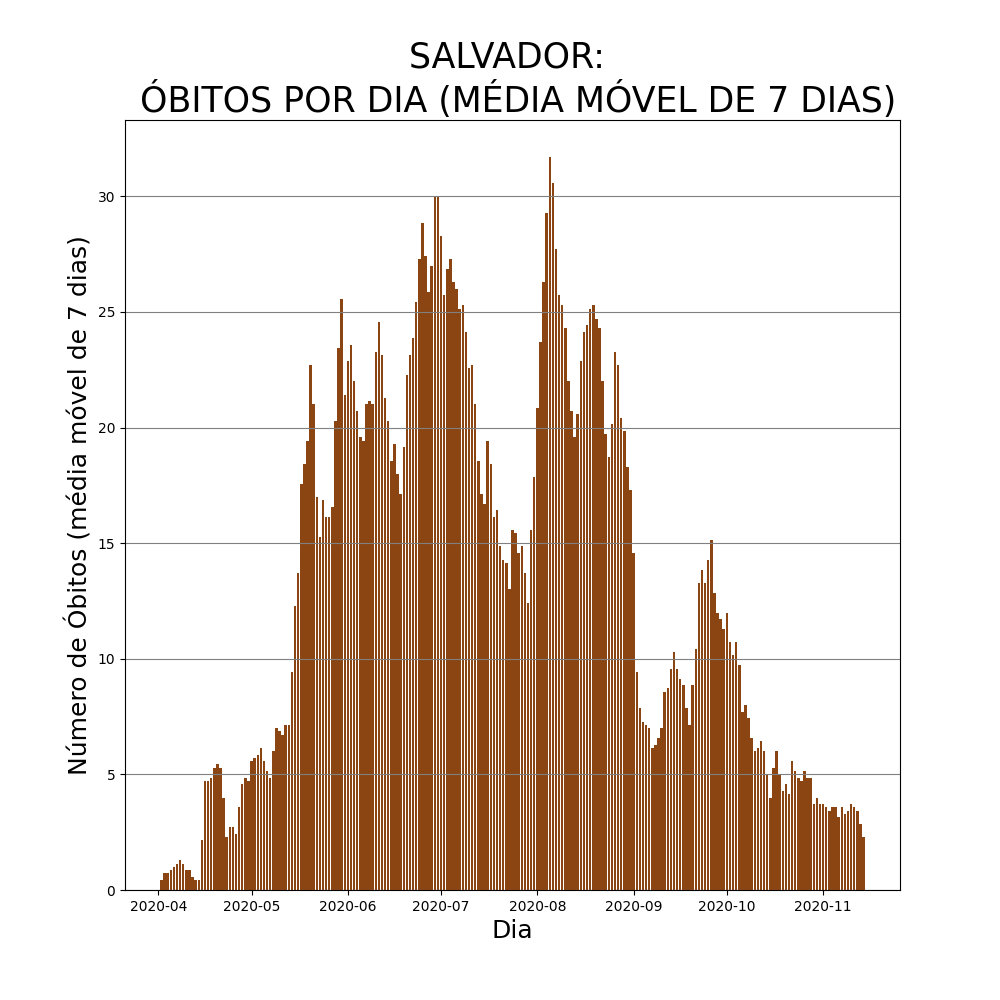 SALVADOR:
ÓBITOS POR DIA (MÉDIA MÓVEL DE 7 DIAS)
Número de Óbitos (média móvel de 7 dias)
30
25
20
15
10
5
0
2020-04 2020-05 2020-06 2020-07 2020-08 2020-09 2020-10 2020-11
Dia